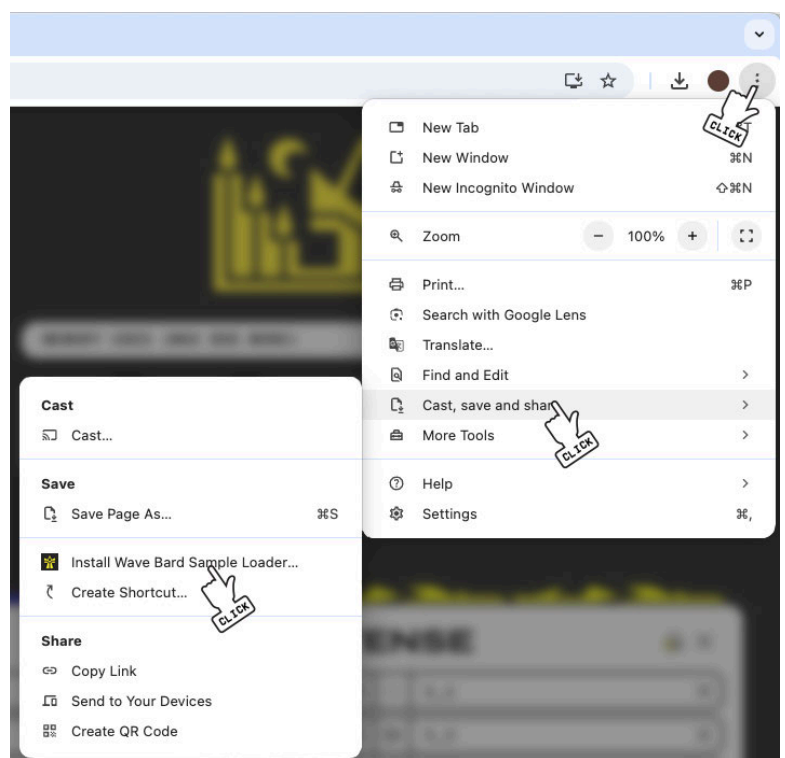 CLICK
New Tab
New Window ⌘N
New Incognito Window ⇧⌘N
Zoom − 100% +
Print... ⌘P
Search with Google Lens
Translate...
Find and Edit
Cast, save and shar
CLICK
More Tools
Help
Settings ⌘,
Cast
Cast...
Save
Save Page As... ⌘S
Install Wave Bard Sample Loader...
Create Shortcut...
CLICK
Share
Copy Link
Send to Your Devices
Create QR Code